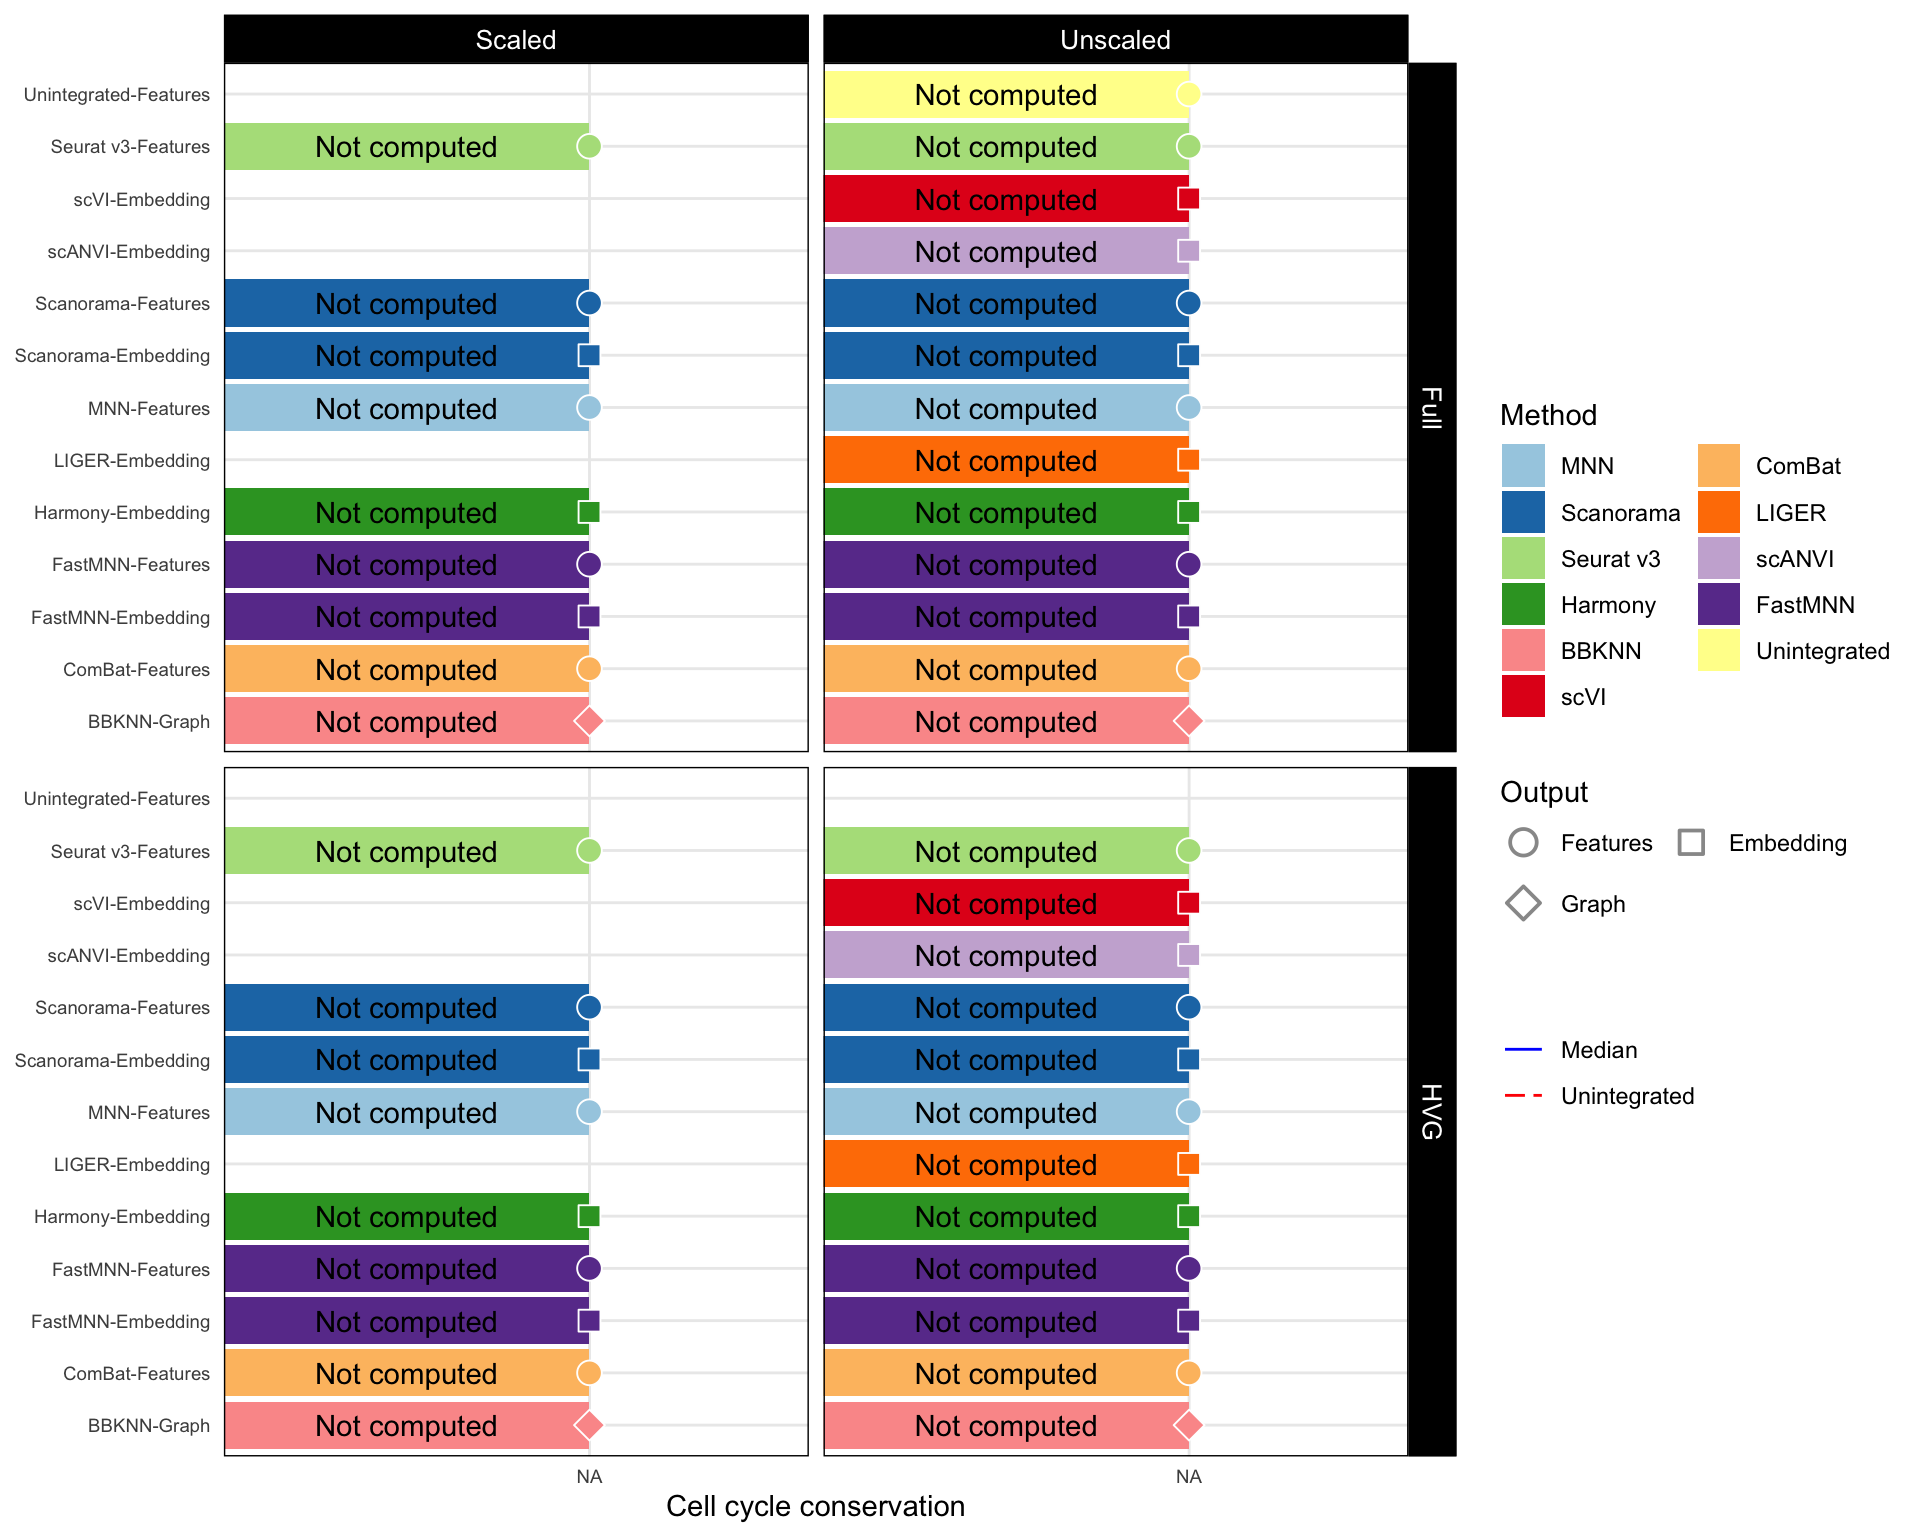 Scaled
Unscaled
Unintegrated-Features
Not computed
Seurat v3-Features
Not computed
Not computed
scVI-Embedding
Not computed
scANVI-Embedding
Not computed
Scanorama-Features
Not computed
Not computed
Scanorama-Embedding
Not computed
Not computed
MNN-Features
Not computed
Not computed
LIGER-Embedding
Not computed
Harmony-Embedding
Not computed
Not computed
FastMNN-Features
Not computed
Not computed
FastMNN-Embedding
Not computed
Not computed
ComBat-Features
Not computed
Not computed
BBKNN-Graph
Not computed
Not computed
Full
Unintegrated-Features
Seurat v3-Features
Not computed
Not computed
scVI-Embedding
Not computed
scANVI-Embedding
Not computed
Scanorama-Features
Not computed
Not computed
Scanorama-Embedding
Not computed
Not computed
MNN-Features
Not computed
Not computed
LIGER-Embedding
Not computed
Harmony-Embedding
Not computed
Not computed
FastMNN-Features
Not computed
Not computed
FastMNN-Embedding
Not computed
Not computed
ComBat-Features
Not computed
Not computed
BBKNN-Graph
Not computed
Not computed
HVG
NA
NA
Cell cycle conservation
Method
MNN
Scanorama
Seurat v3
Harmony
BBKNN
scVI
ComBat
LIGER
scANVI
FastMNN
Unintegrated
Output
Features
Embedding
Graph
Median
Unintegrated